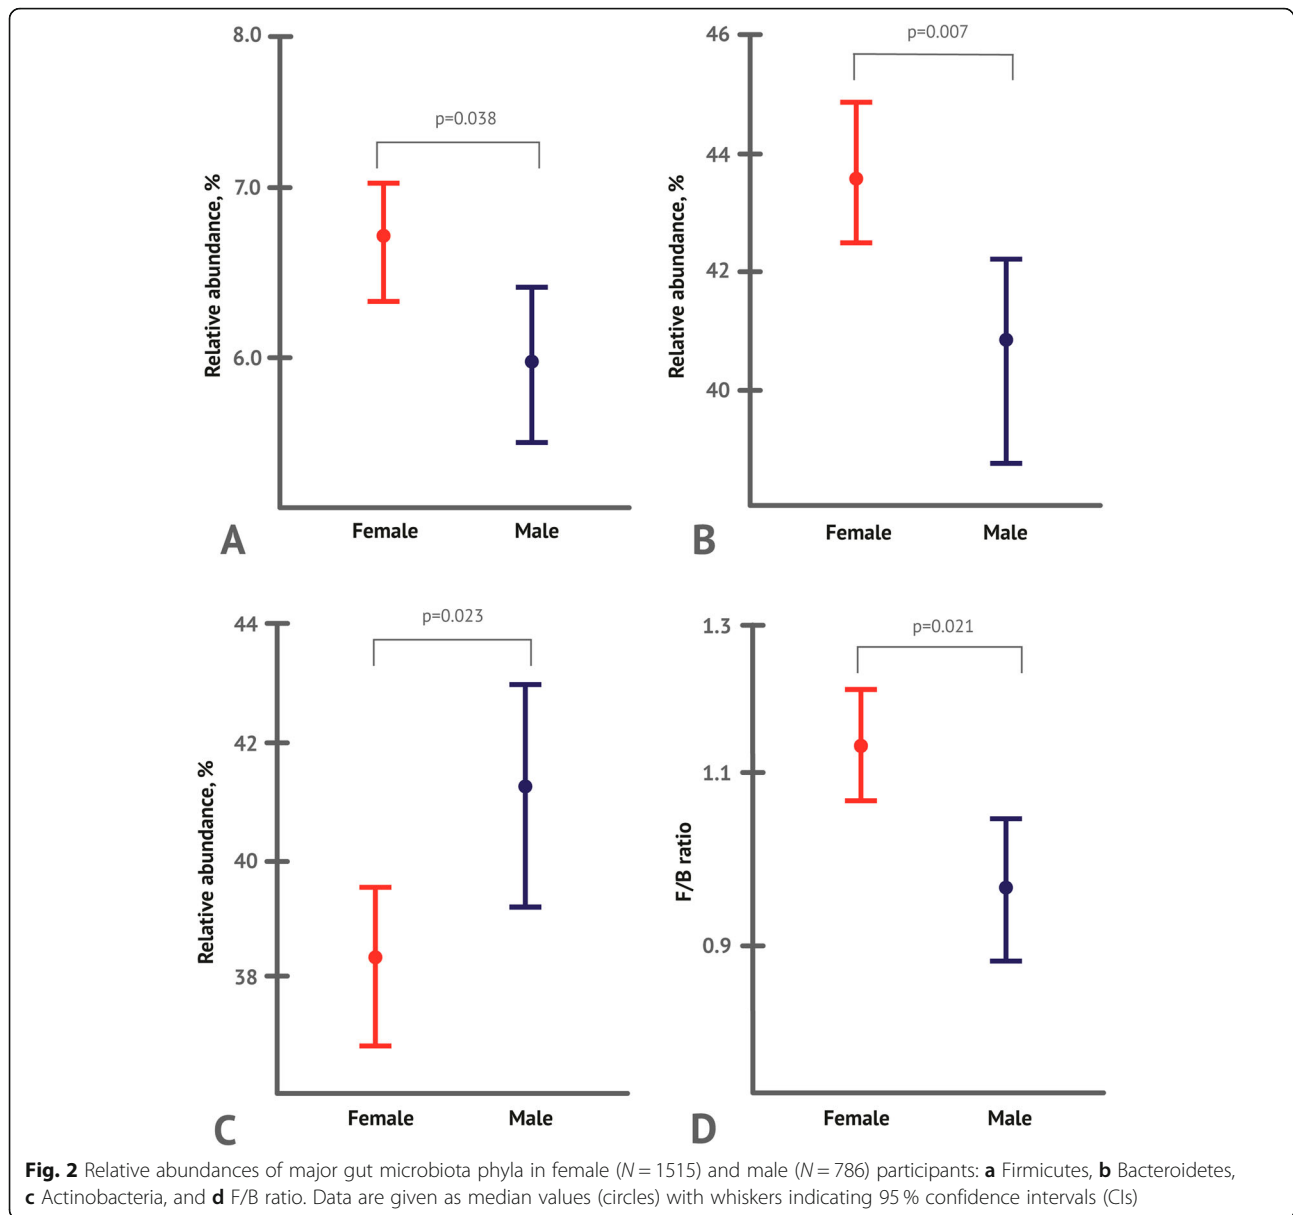 8.0
7.0
6.0
Relative abundance, %
p=0.038
Female
Male
A
46
44
42
40
Relative abundance, %
p=0.007
Female
Male
B
44
42
40
38
Relative abundance, %
p=0.023
Female
Male
C
1.3
1.1
0.9
F/B ratio
p=0.021
Female
Male
D
Fig. 2 Relative abundances of major gut microbiota phyla in female (N = 1515) and male (N = 786) participants: a Firmicutes, b Bacteroidetes,
c Actinobacteria, and d F/B ratio. Data are given as median values (circles) with whiskers indicating 95 % confidence intervals (CIs)